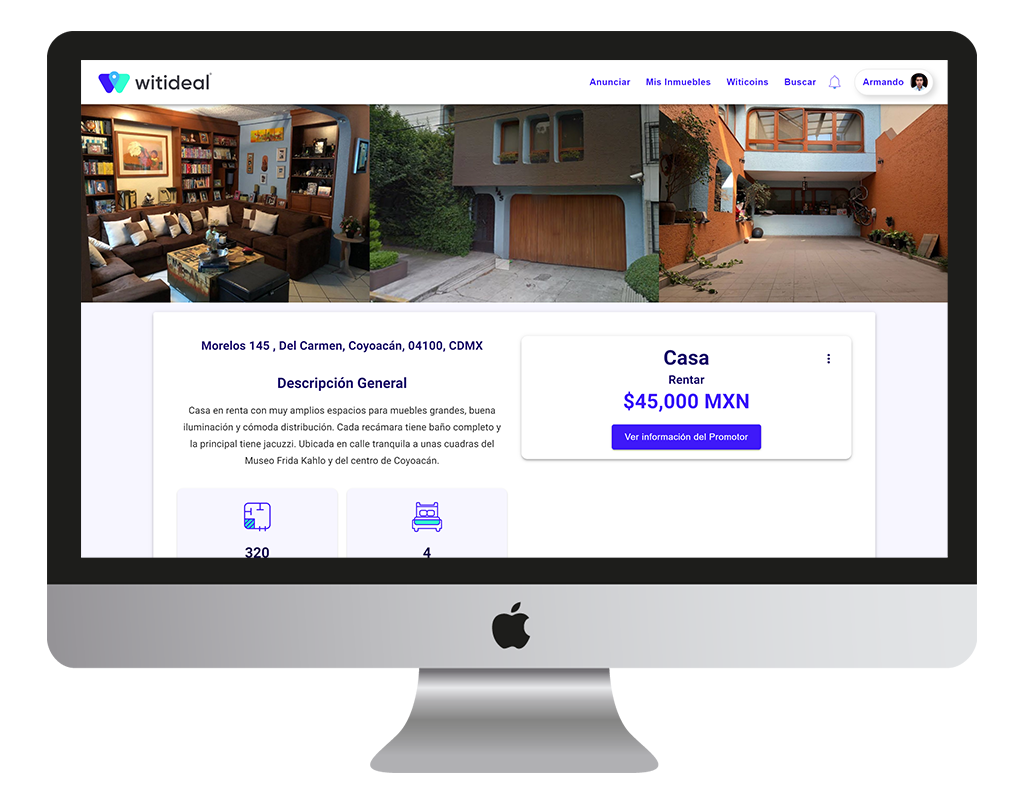 witideal
Anunciar Mis Inmuebles Witicoins Buscar Armando
Morelos 145 , Del Carmen, Coyoacán, 04100, CDMX
Descripción General
Casa en renta con muy amplios espacios para muebles grandes, buena
iluminación y cómoda distribución. Cada recámara tiene baño completo y
la principal tiene jacuzzi. Ubicada en calle tranquila a unas cuadras del
Museo Frida Kahlo y del centro de Coyoacán.
320
4
Casa
Rentar
$45,000 MXN
Ver información del Promotor